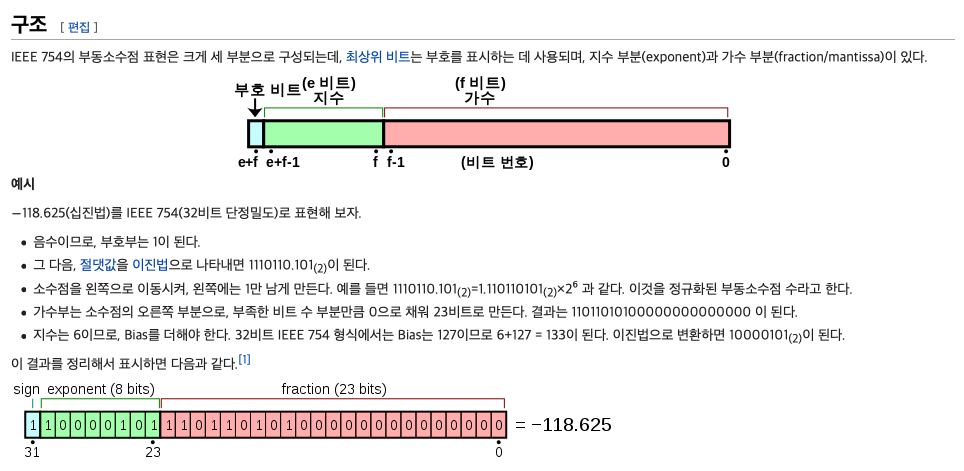 구조 [ 편집 ]
IEEE 754의 부동소수점 표현은 크게 세 부분으로 구성되는데, 최상위 비트는 부호를 표시하는 데 사용되며, 지수 부분(exponent)과 가수 부분(fraction/mantissa)이 있다.
부호 비트 (e 비트) 지수 (f 비트) 가수
e+f e+f-1 f f-1 (비트 번호) 0
예시
−118.625(십진법)를 IEEE 754(32비트 단정밀도)로 표현해 보자.
• 음수이므로, 부호부는 1이 된다.
• 그 다음, 절댓값을 이진법으로 나타내면 1110110.101(2)이 된다.
• 소수점을 왼쪽으로 이동시켜, 왼쪽에는 1만 남게 만든다. 예를 들면 1110110.101(2)=1.110110101(2)×2⁶ 과 같다. 이것을 정규화된 부동소수점 수라고 한다.
• 가수부는 소수점의 오른쪽 부분으로, 부족한 비트 수 부분만큼 0으로 채워 23비트로 만든다. 결과는 11011010100000000000000 이 된다.
• 지수는 6이므로, Bias를 더해야 한다. 32비트 IEEE 754 형식에서는 Bias는 127이므로 6+127 = 133이 된다. 이진법으로 변환하면 10000101(2)이 된다.
이 결과를 정리해서 표시하면 다음과 같다.[1]
sign exponent (8 bits) fraction (23 bits)
1 1 0 0 0 0 1 0 1 1 1 0 1 1 0 1 0 1 0 0 0 0 0 0 0 0 0 0 0 0 0 0 = −118.625
31 23 0